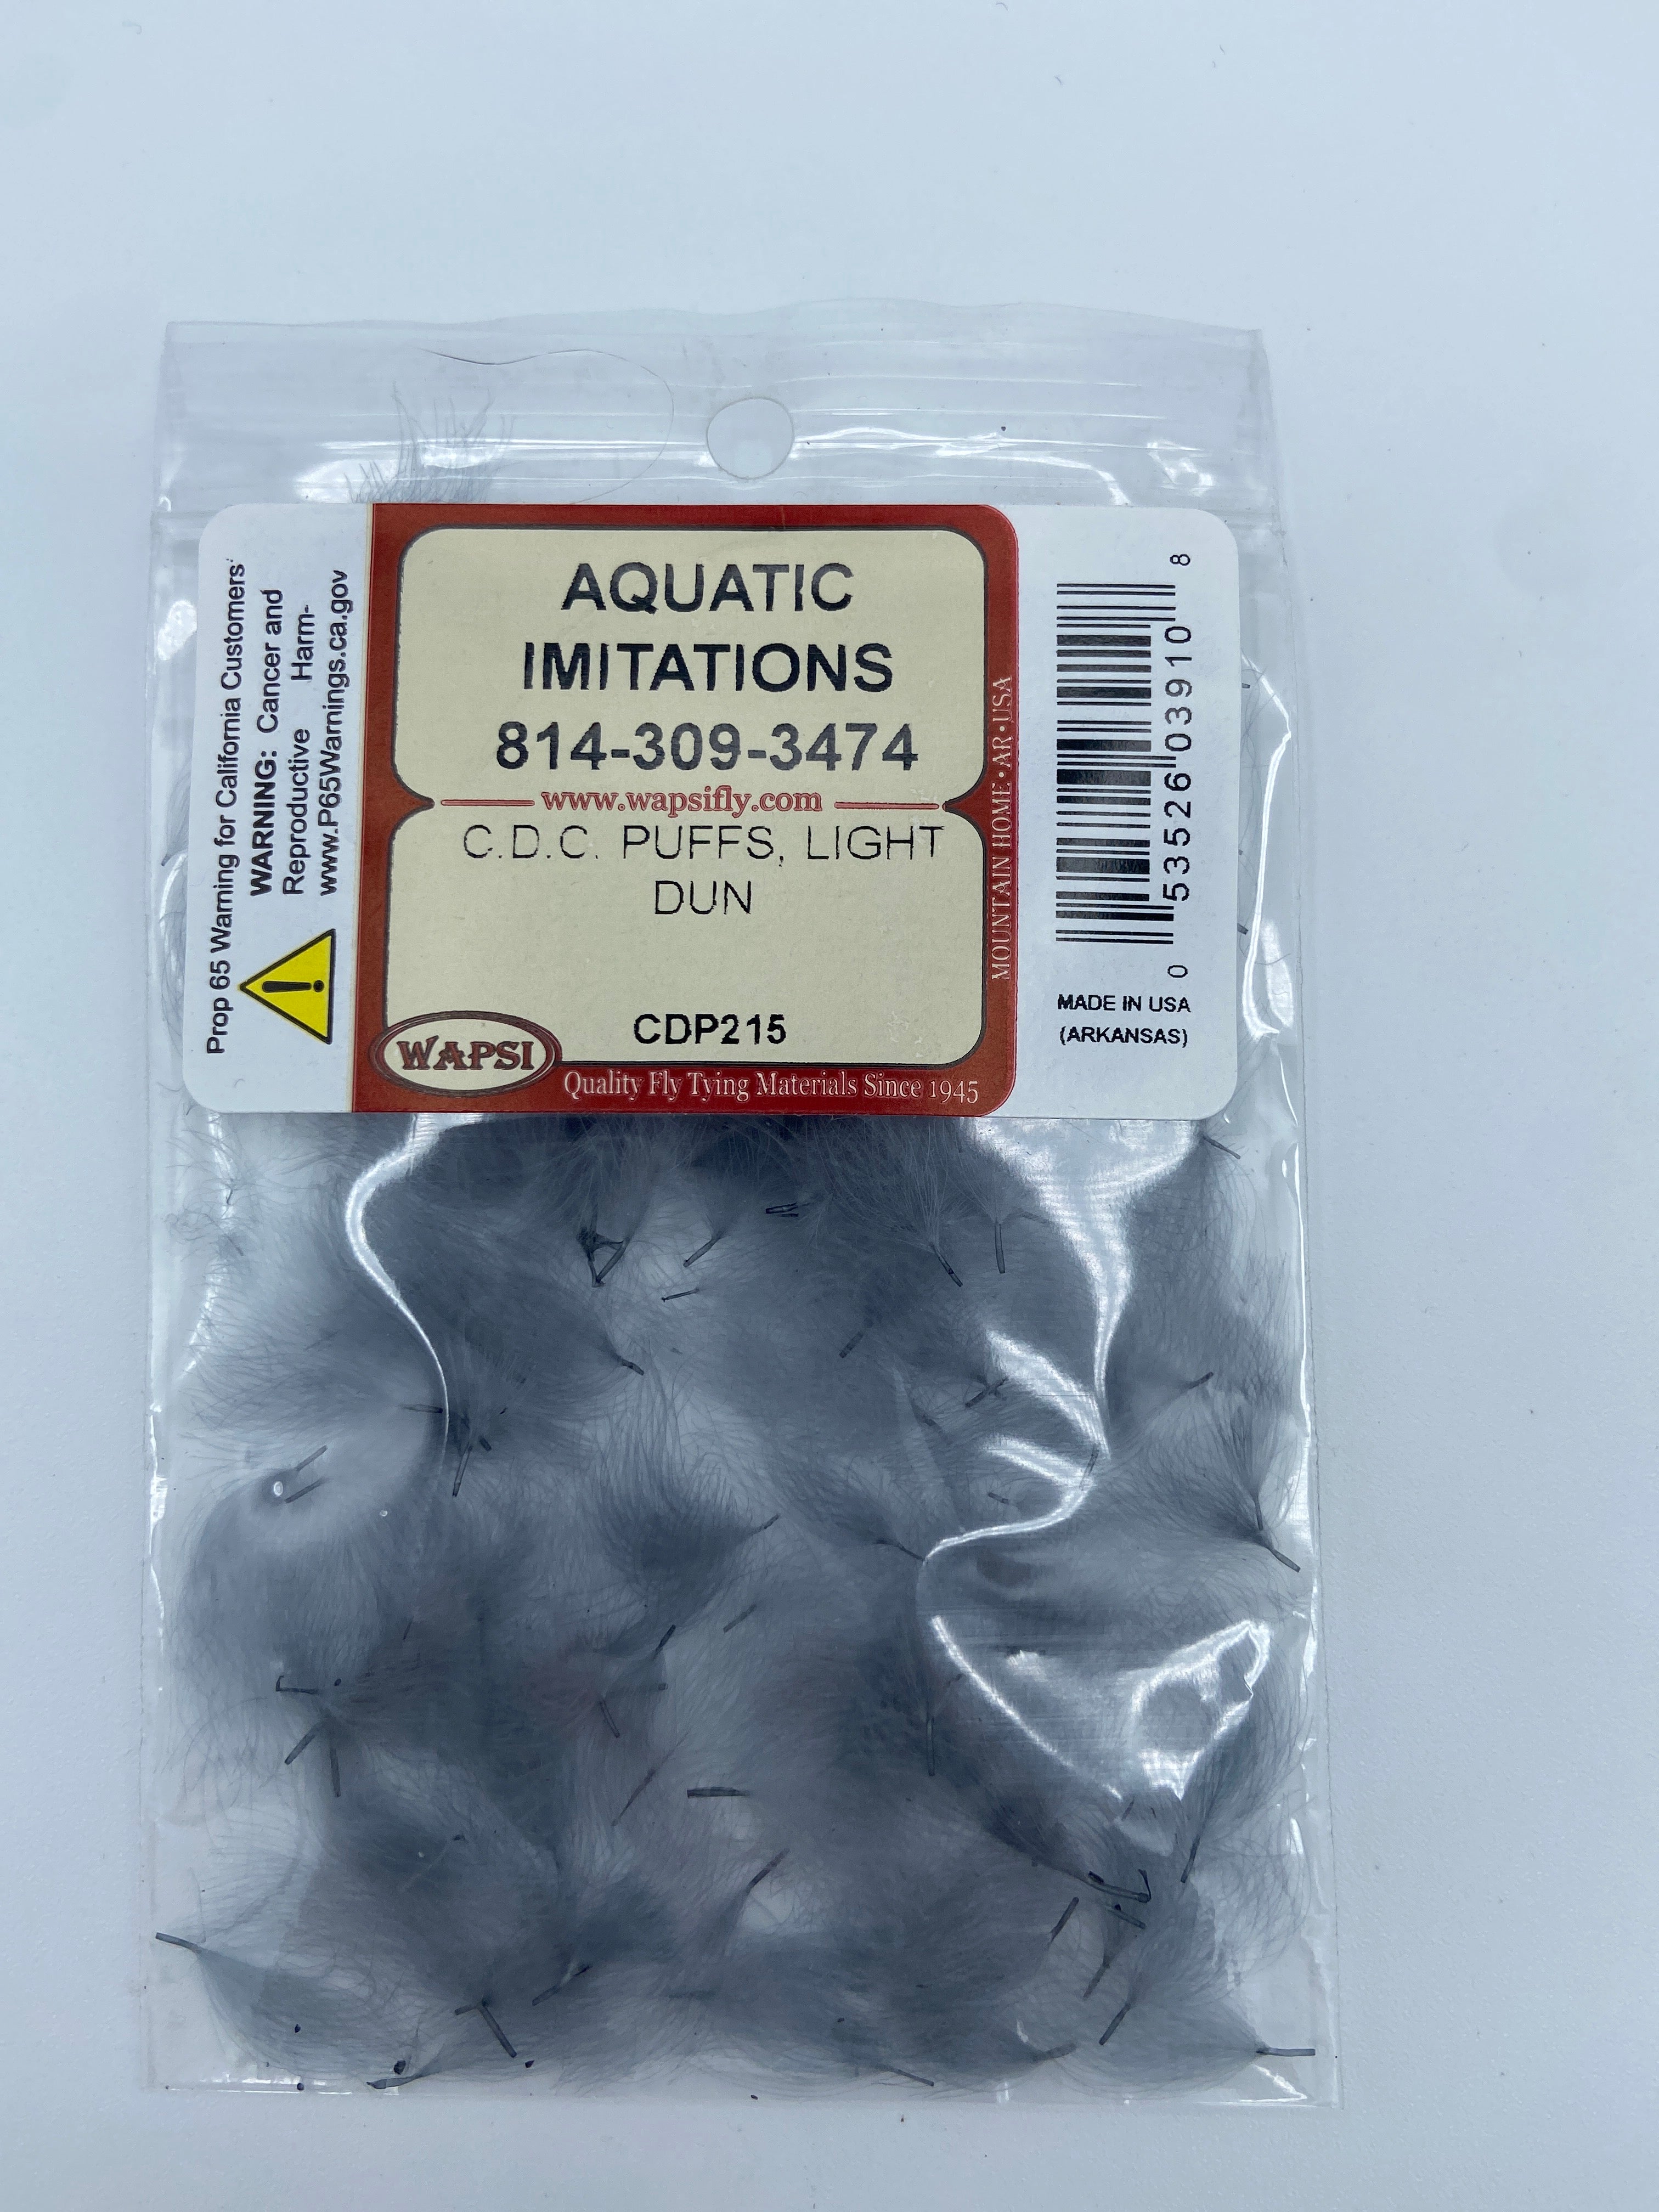 Prop 65 Warning for California Customers
WARNING: Cancer and
Reproductive Harm-
www.P65Warnings.ca.gov
AQUATIC
IMITATIONS
814-309-3474
www.wapsifly.com
C.D.C. PUFFS, LIGHT
DUN
CDP215
WAPSI
Quality Fly Tying Materials Since 1945
MOUNTAIN HOME • AR • USA
0 53526 03910 8
MADE IN USA
(ARKANSAS)